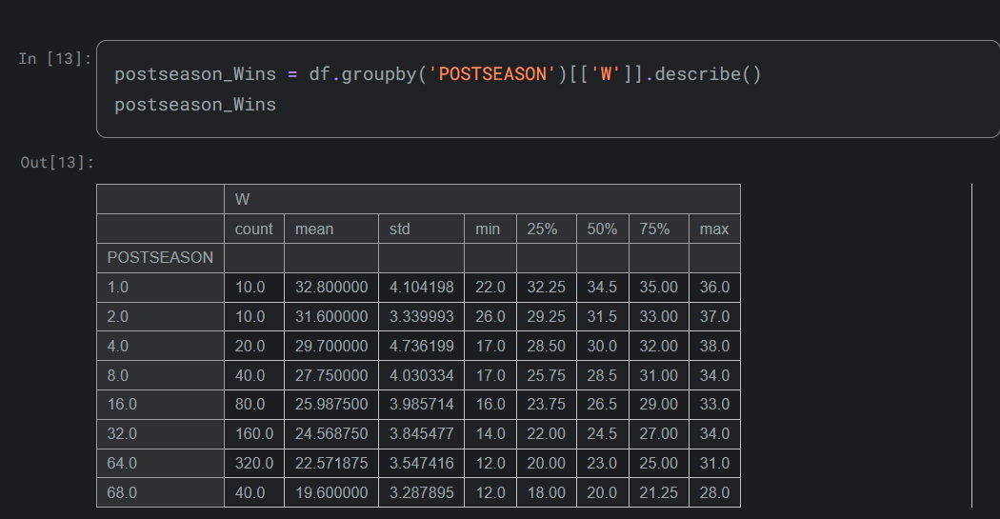 In [13]:
postseason_Wins = df.groupby('POSTSEASON')[['W']].describe()
postseason_Wins
Out[13]:
W
count mean std min 25% 50% 75% max
POSTSEASON
1.0 10.0 32.800000 4.104198 22.0 32.25 34.5 35.00 36.0
2.0 10.0 31.600000 3.339993 26.0 29.25 31.5 33.00 37.0
4.0 20.0 29.700000 4.736199 17.0 28.50 30.0 32.00 38.0
8.0 40.0 27.750000 4.030334 17.0 25.75 28.5 31.00 34.0
16.0 80.0 25.987500 3.985714 16.0 23.75 26.5 29.00 33.0
32.0 160.0 24.568750 3.845477 14.0 22.00 24.5 27.00 34.0
64.0 320.0 22.571875 3.547416 12.0 20.00 23.0 25.00 31.0
68.0 40.0 19.600000 3.287895 12.0 18.00 20.0 21.25 28.0